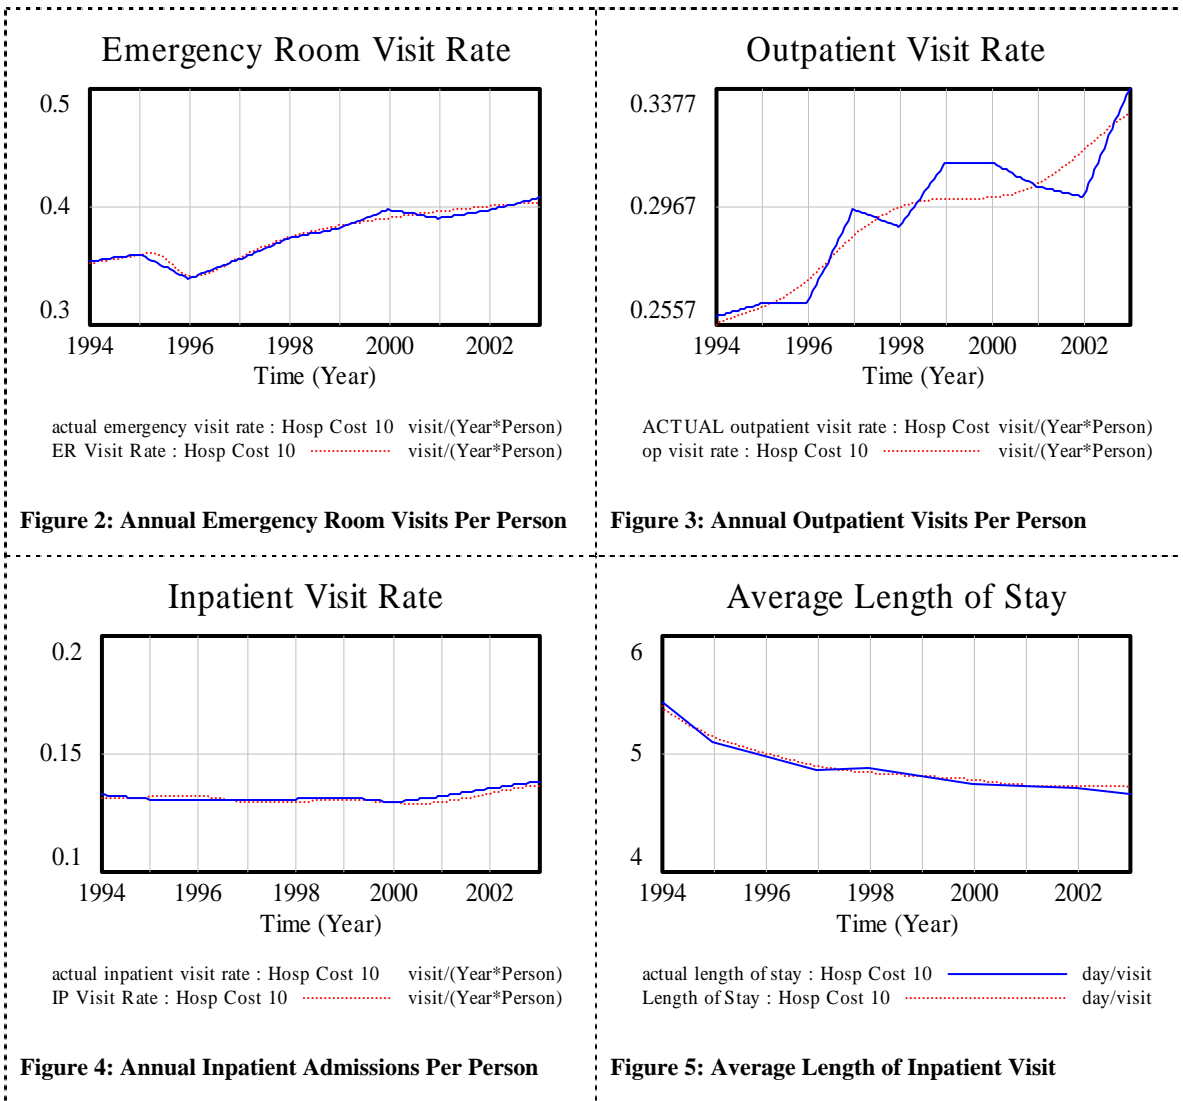 Emergency Room Visit Rate
0.5
0.4
0.3
1994 1996 1998 2000 2002
Time (Year)
actual emergency visit rate : Hosp Cost 10 visit/(Year*Person)
ER Visit Rate : Hosp Cost 10 visit/(Year*Person)
Figure 2: Annual Emergency Room Visits Per Person
Outpatient Visit Rate
0.3377
0.2967
0.2557
1994 1996 1998 2000 2002
Time (Year)
ACTUAL outpatient visit rate : Hosp Cost visit/(Year*Person)
op visit rate : Hosp Cost 10 visit/(Year*Person)
Figure 3: Annual Outpatient Visits Per Person
Inpatient Visit Rate
0.2
0.15
0.1
1994 1996 1998 2000 2002
Time (Year)
actual inpatient visit rate : Hosp Cost 10 visit/(Year*Person)
IP Visit Rate : Hosp Cost 10 visit/(Year*Person)
Figure 4: Annual Inpatient Admissions Per Person
Average Length of Stay
6
5
4
1994 1996 1998 2000 2002
Time (Year)
actual length of stay : Hosp Cost 10 day/visit
Length of Stay : Hosp Cost 10 day/visit
Figure 5: Average Length of Inpatient Visit